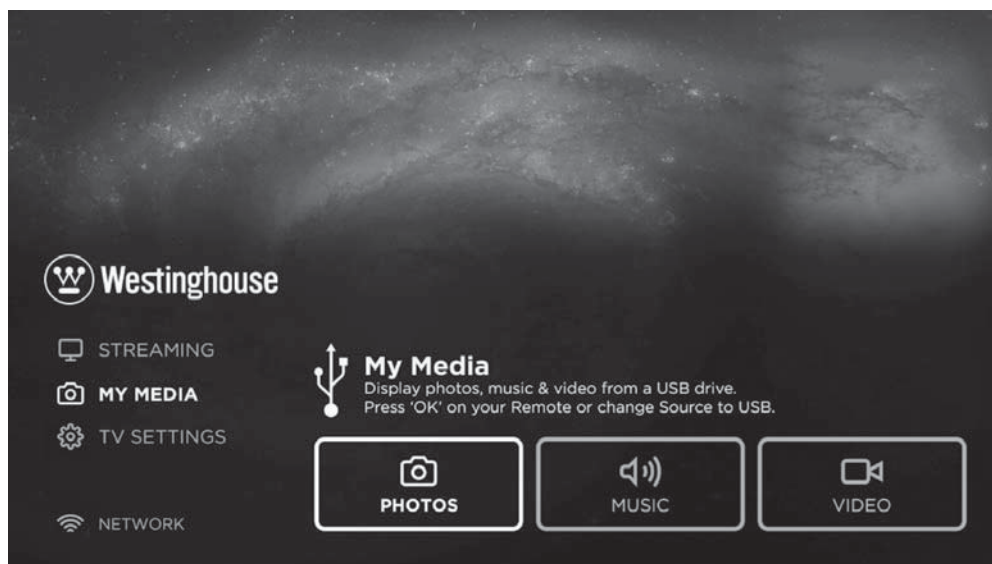 Westinghouse
STREAMING
MY MEDIA
TV SETTINGS
NETWORK
My Media
Display photos, music & video from a USB drive.
Press 'OK' on your Remote or change Source to USB.
PHOTOS
MUSIC
VIDEO